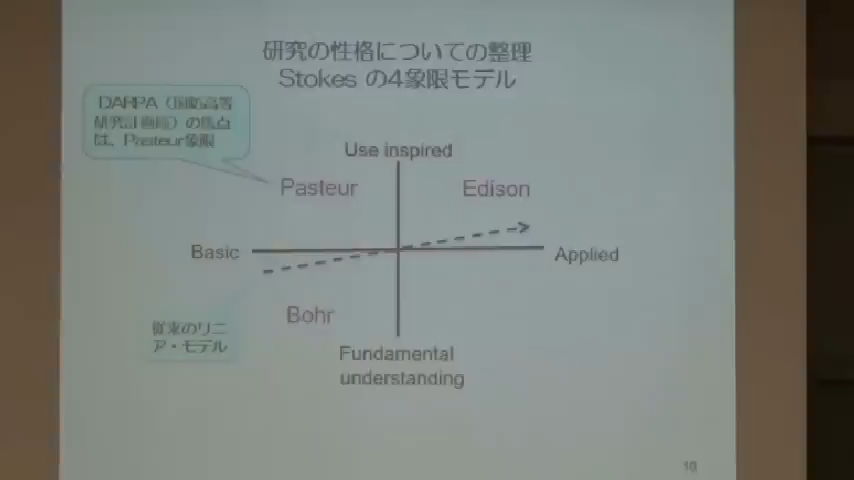 研究の性格についての整理
Stokes の4象限モデル
DARPA（国防高等
研究計画局）の焦点
は、Pasteur象限
Use inspired
Pasteur
Edison
Basic
Applied
従来のリニ
ア・モデル
Bohr
Fundamental
understanding